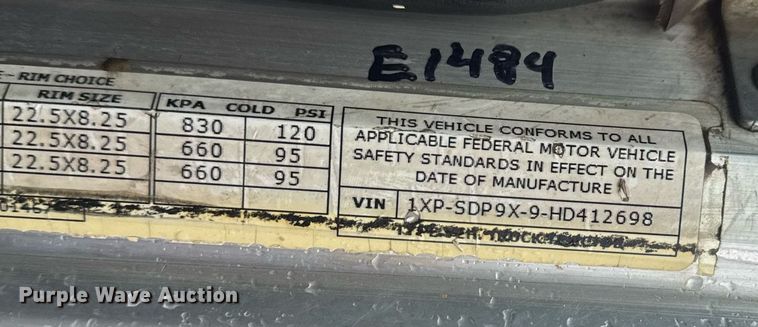 E1484
- RIM CHOICE
RIM SIZE
KPA COLD PSI
22.5X8.25 830 120
22.5X8.25 660 95
22.5X8.25 660 95
THIS VEHICLE CONFORMS TO ALL
APPLICABLE FEDERAL MOTOR VEHICLE
SAFETY STANDARDS IN EFFECT ON THE
DATE OF MANUFACTURE
VIN 1XP-SDP9X-9-HD412698
Purple Wave Auction